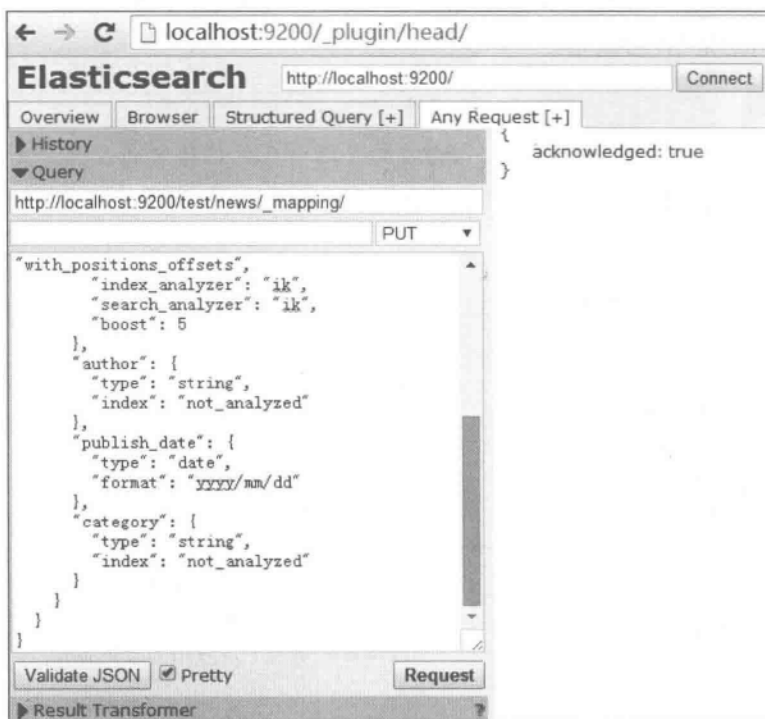 localhost:9200/_plugin/head/
Elasticsearch http://localhost:9200/ Connect
Overview Browser Structured Query [+] Any Request [+]
History
Query
http://localhost:9200/test/news/_mapping/
PUT
"with_positions_offsets",
"index_analyzer": "ik",
"search_analyzer": "ik",
"boost": 5
},
"author": {
"type": "string",
"index": "not_analyzed"
},
"publish_date": {
"type": "date",
"format": "yyyy/mm/dd"
},
"category": {
"type": "string",
"index": "not_analyzed"
}
}
}
}
Validate JSON Pretty Request
Result Transformer ?
{
acknowledged: true
}